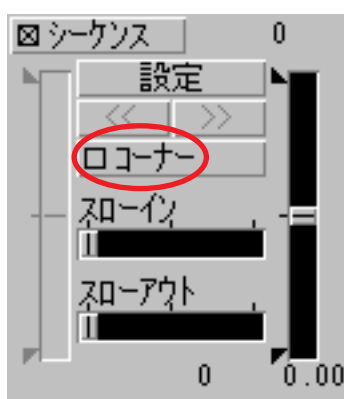 シーケンス 0
設定
<< >>
コーナー
スローイン
スローアウト
0 0.00